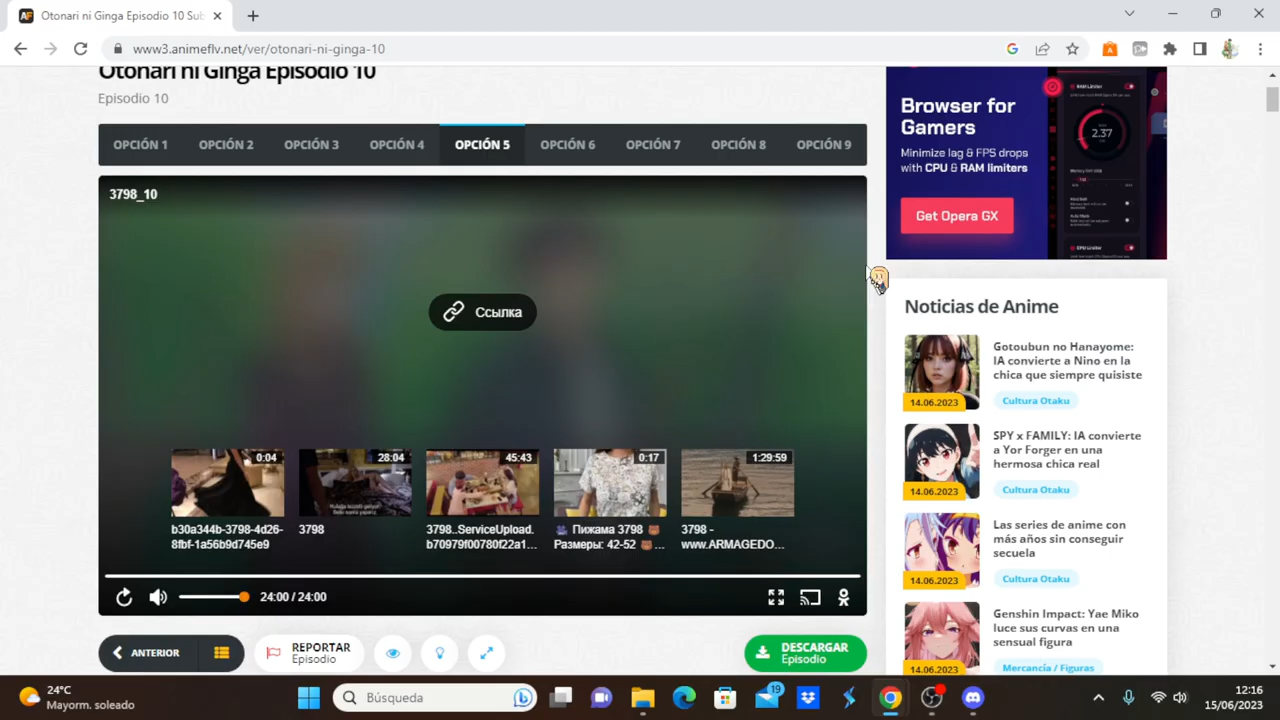 Otonari ni Ginga Episodio 10 Sub
www3.animeflv.net/ver/otonari-ni-ginga-10
Otonari ni Ginga Episodio 10
Episodio 10
OPCIÓN 1
OPCIÓN 2
OPCIÓN 3
OPCIÓN 4
OPCIÓN 5
OPCIÓN 6
OPCIÓN 7
OPCIÓN 8
OPCIÓN 9
3798_10
Ссылка
0:04
28:04
45:43
0:17
1:29:59
b30a344b-3798-4d26-
8fbf-1a56b9d745e9
3798
3798..ServiceUpload.
b70979f00780f22a1...
Пижама 3798
Размеры: 42-52 ...
3798 -
www.ARMAGEDO...
24:00 / 24:00
ANTERIOR
REPORTAR
Episodio
DESCARGAR
Episodio
Browser for
Gamers
Minimize lag & FPS drops
with CPU & RAM limiters
Get Opera GX
RAM Limiter
2.37
Noticias de Anime
Gotoubun no Hanayome:
IA convierte a Nino en la
chica que siempre quisiste
14.06.2023
Cultura Otaku
SPY x FAMILY: IA convierte
a Yor Forger en una
hermosa chica real
14.06.2023
Cultura Otaku
Las series de anime con
más años sin conseguir
secuela
14.06.2023
Cultura Otaku
Genshin Impact: Yae Miko
luce sus curvas en una
sensual figura
14.06.2023
Mercancía / Figuras
24°C
Mayorm. soleado
Búsqueda
19
12:16
15/06/2023